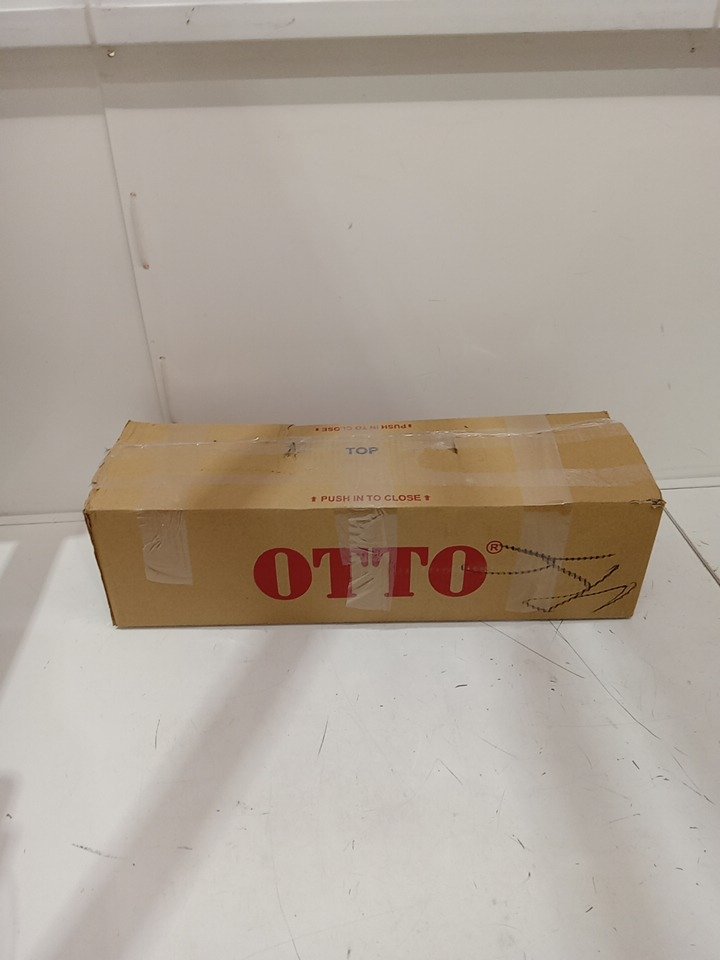 ⬆ PUSH IN TO CLOSE ⬆
TOP
⬆ PUSH IN TO CLOSE ⬆
OTTO®